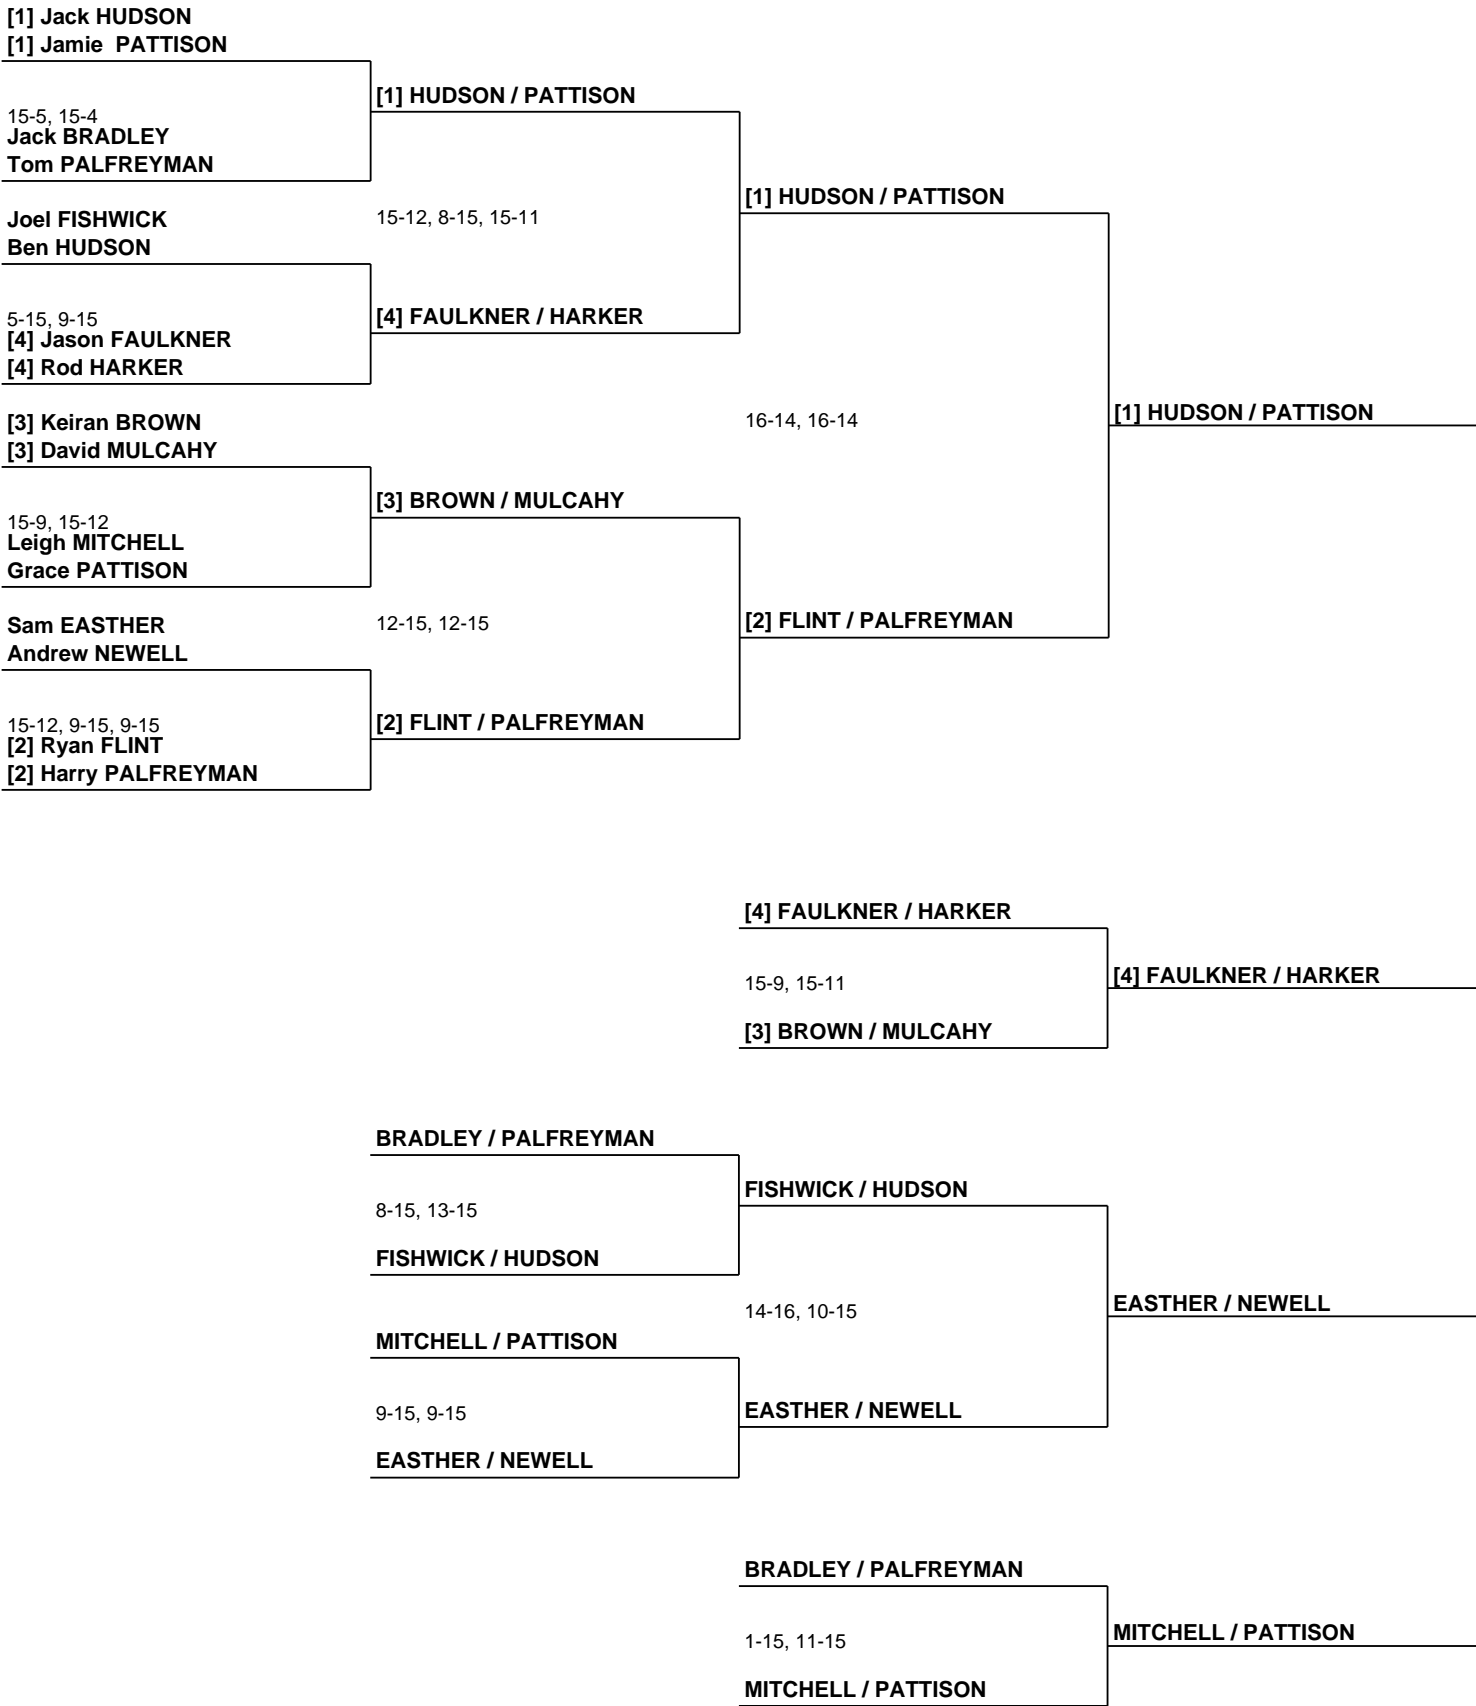 [1] Jack HUDSON
[1] Jamie  PATTISON
[1] HUDSON / PATTISON
15-5, 15-4
Jack BRADLEY
Tom PALFREYMAN
[1] HUDSON / PATTISON
Joel FISHWICK
15-12, 8-15, 15-11
Ben HUDSON
5-15, 9-15
[4] FAULKNER / HARKER
[4] Jason FAULKNER
[4] Rod HARKER
[1] HUDSON / PATTISON
[3] Keiran BROWN
16-14, 16-14
[3] David MULCAHY
[3] BROWN / MULCAHY
15-9, 15-12
Leigh MITCHELL
Grace PATTISON
[2] FLINT / PALFREYMAN
Sam EASTHER
12-15, 12-15
Andrew NEWELL
15-12, 9-15, 9-15
[2] FLINT / PALFREYMAN
[2] Ryan FLINT
[2] Harry PALFREYMAN
[4] FAULKNER / HARKER
15-9, 15-11
[4] FAULKNER / HARKER
[3] BROWN / MULCAHY
BRADLEY / PALFREYMAN
FISHWICK / HUDSON
8-15, 13-15
FISHWICK / HUDSON
EASTHER / NEWELL
14-16, 10-15
MITCHELL / PATTISON
9-15, 9-15
EASTHER / NEWELL
EASTHER / NEWELL
BRADLEY / PALFREYMAN
1-15, 11-15
MITCHELL / PATTISON
MITCHELL / PATTISON